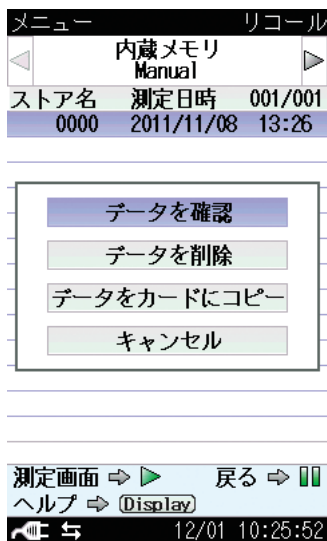 メニュー リコール
内蔵メモリ
Manual
ストア名 測定日時 001/001
0000 2011/11/08 13:26
データを確認
データを削除
データをカードにコピー
キャンセル
測定画面 ⇨ ▶ 戻る ⇨ ▮▮
ヘルプ ⇨ Display
12/01 10:25:52